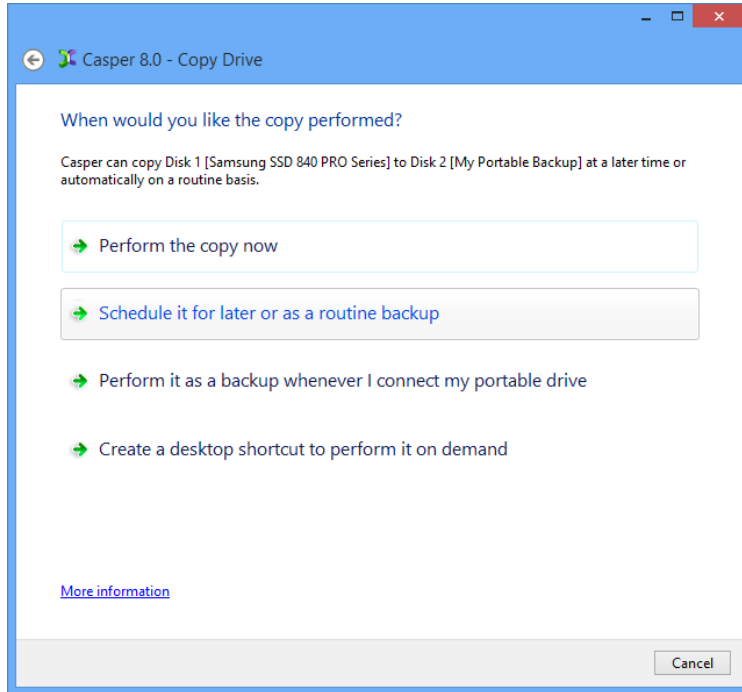 Casper 8.0 - Copy Drive
When would you like the copy performed?
Casper can copy Disk 1 [Samsung SSD 840 PRO Series] to Disk 2 [My Portable Backup] at a later time or
automatically on a routine basis.
Perform the copy now
Schedule it for later or as a routine backup
Perform it as a backup whenever I connect my portable drive
Create a desktop shortcut to perform it on demand
More information
Cancel